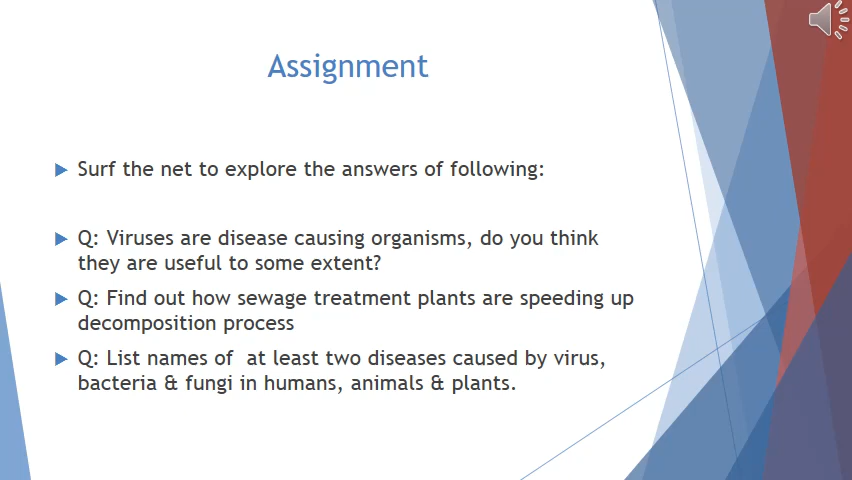 Assignment
Surf the net to explore the answers of following:
Q: Viruses are disease causing organisms, do you think
they are useful to some extent?
Q: Find out how sewage treatment plants are speeding up
decomposition process
Q: List names of  at least two diseases caused by virus,
bacteria & fungi in humans, animals & plants.